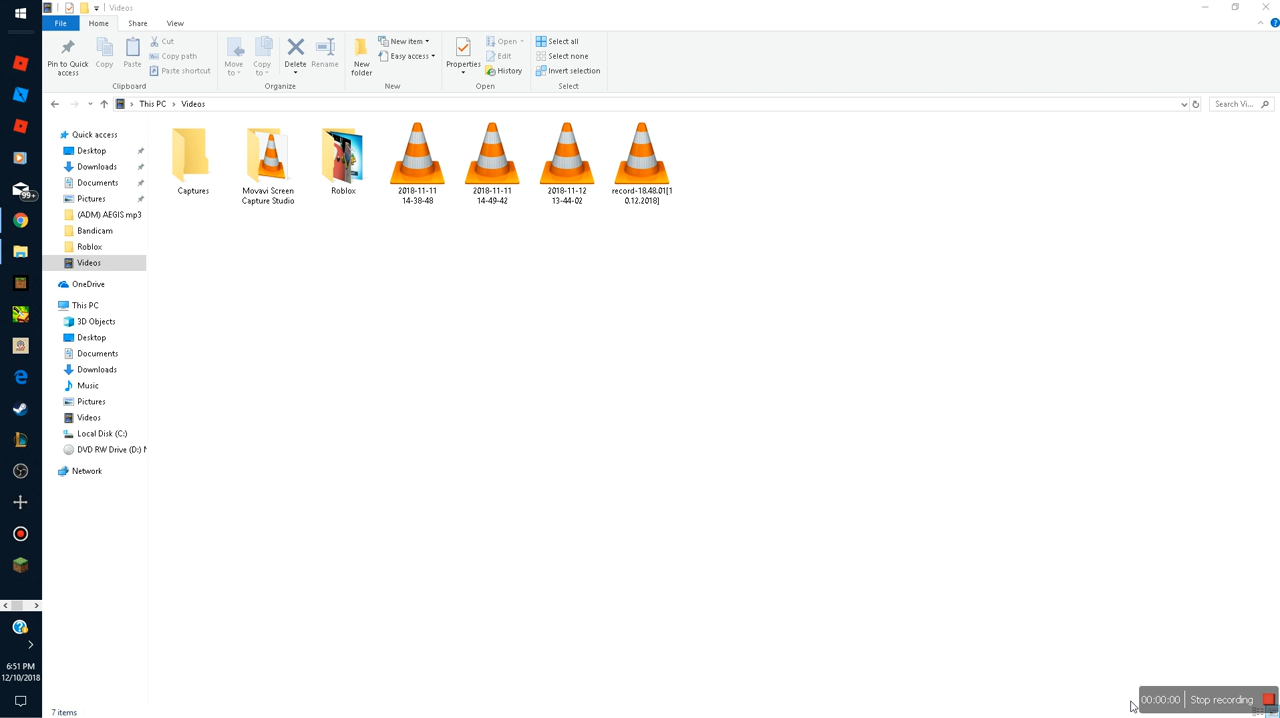 Videos
File
Home
Share
View
Pin to Quick access
Copy
Paste
Cut
Copy path
Paste shortcut
Clipboard
Move to
Copy to
Delete
Rename
Organize
New folder
New item
Easy access
New
Properties
Open
Edit
History
Open
Select all
Select none
Invert selection
Select
This PC > Videos
Search Vi...
Quick access
Desktop
Downloads
Documents
Pictures
(ADM) AEGIS mp3
Bandicam
Roblox
Videos
OneDrive
This PC
3D Objects
Desktop
Documents
Downloads
Music
Pictures
Videos
Local Disk (C:)
DVD RW Drive (D:) N
Network
Captures
Movavi Screen
Capture Studio
Roblox
2018-11-11
14-38-48
2018-11-11
14-49-42
2018-11-12
13-44-02
record-18.48.01[1
0.12.2018]
99+
6:51 PM
12/10/2018
7 items
00:00:00
Stop recording